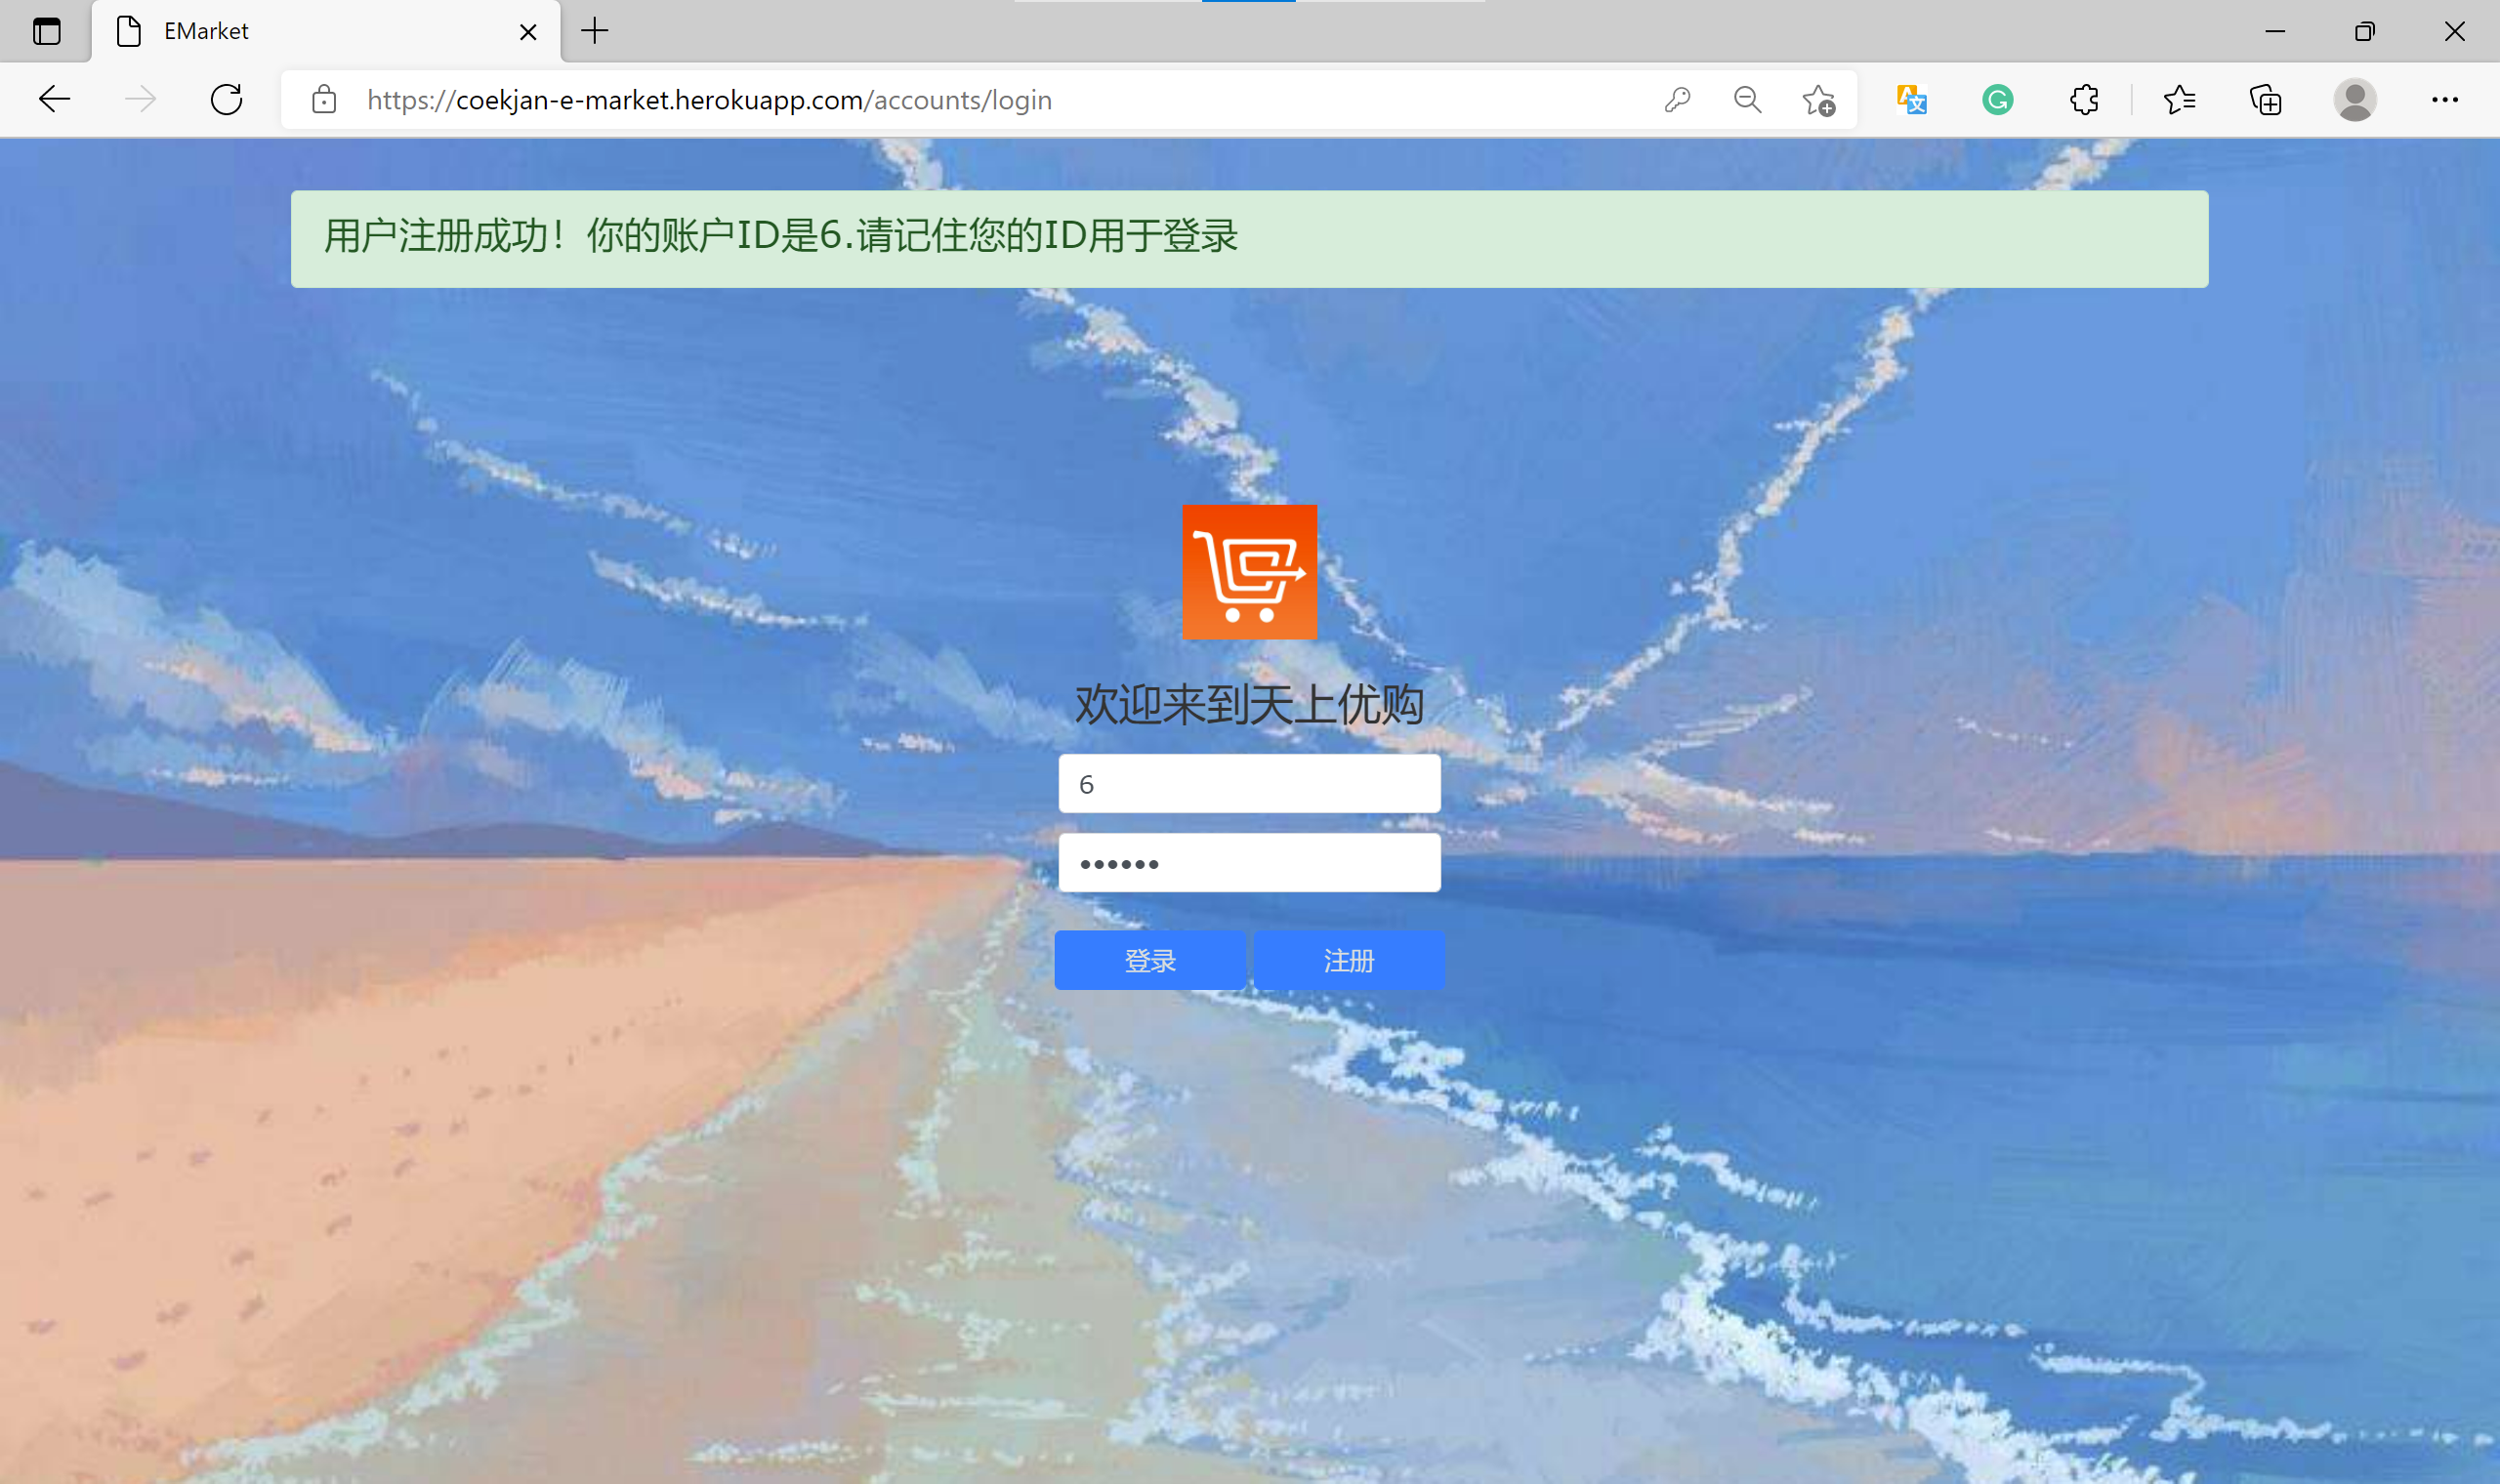 EMarket
https://coekjan-e-market.herokuapp.com/accounts/login
用户注册成功！你的账户ID是6.请记住您的ID用于登录
欢迎来到天上优购
6
••••••
登录 注册